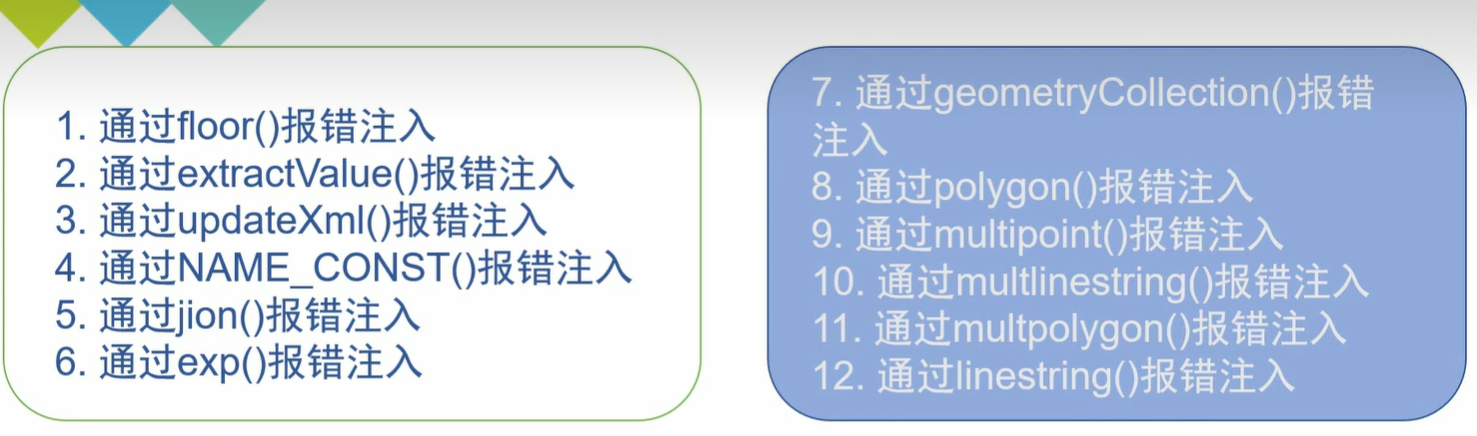 1. 通过floor()报错注入
2. 通过extractValue()报错注入
3. 通过updateXml()报错注入
4. 通过NAME_CONST()报错注入
5. 通过jion()报错注入
6. 通过exp()报错注入
7. 通过geometryCollection()报错
注入
8. 通过polygon()报错注入
9. 通过multipoint()报错注入
10. 通过multlinestring()报错注入
11. 通过multpolygon()报错注入
12. 通过linestring()报错注入